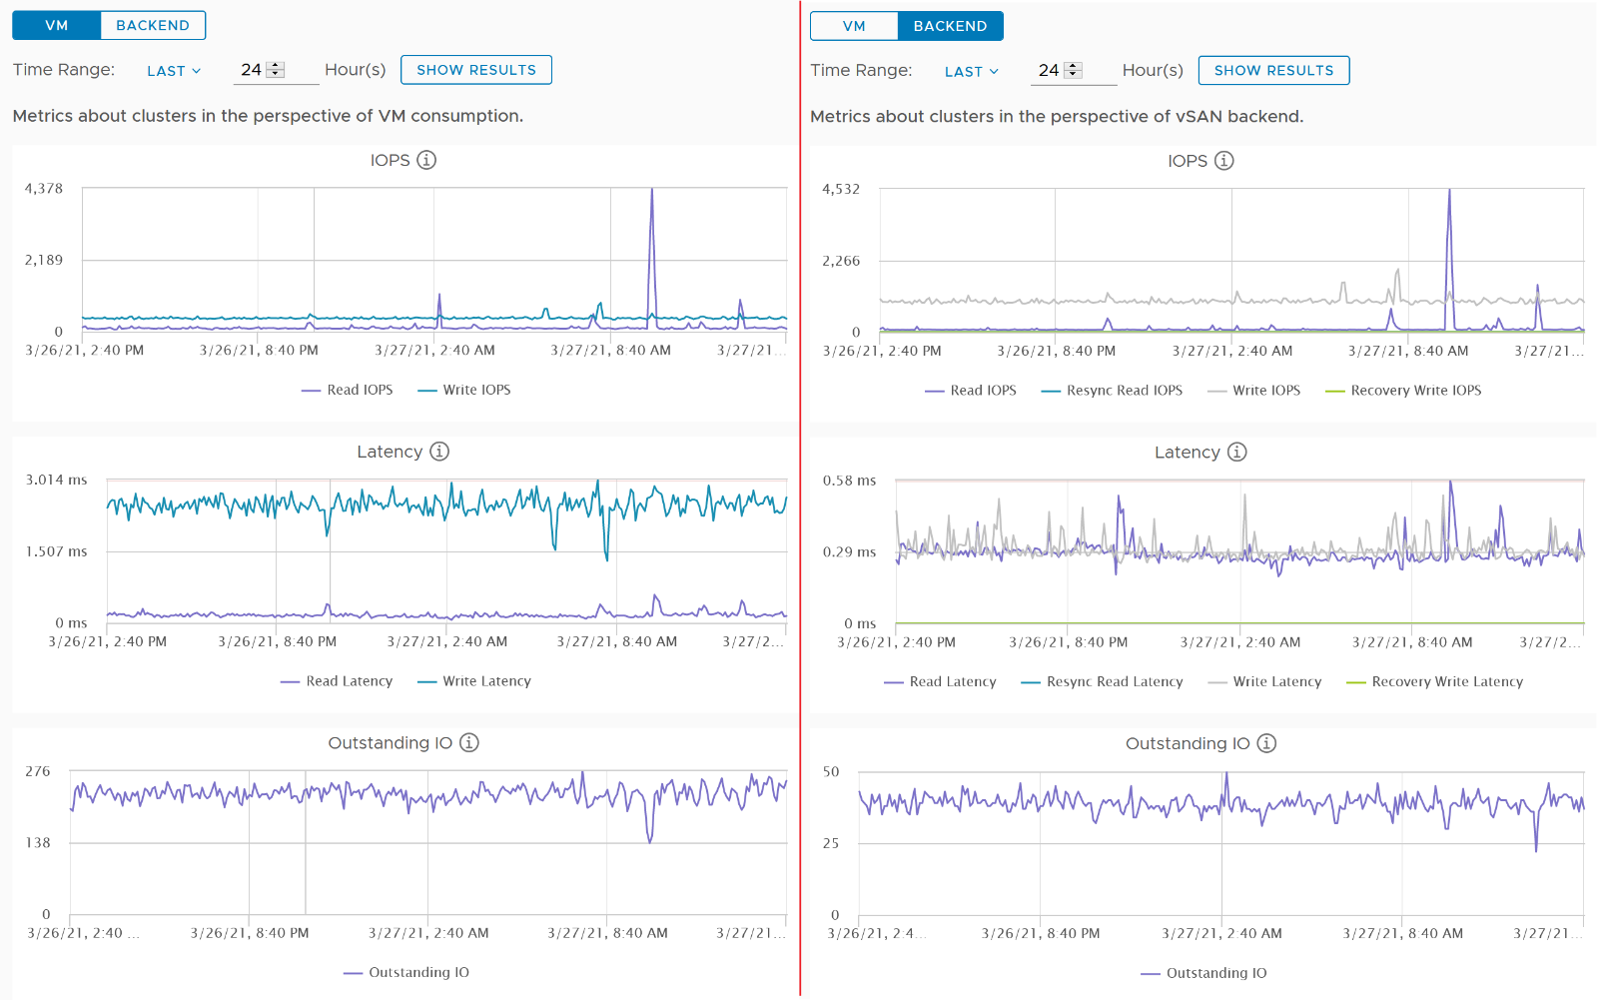 VM BACKEND
Time Range: LAST 24 Hour(s) SHOW RESULTS
Metrics about clusters in the perspective of VM consumption.
IOPS
4,378
2,189
0
3/26/21, 2:40 PM 3/26/21, 8:40 PM 3/27/21, 2:40 AM 3/27/21, 8:40 AM 3/27/21...
Read IOPS Write IOPS
Latency
3.014 ms
1.507 ms
0 ms
3/26/21, 2:40 PM 3/26/21, 8:40 PM 3/27/21, 2:40 AM 3/27/21, 8:40 AM 3/27/2...
Read Latency Write Latency
Outstanding IO
276
138
0
3/26/21, 2:40 ... 3/26/21, 8:40 PM 3/27/21, 2:40 AM 3/27/21, 8:40 AM 3/27/21...
Outstanding IO
VM BACKEND
Time Range: LAST 24 Hour(s) SHOW RESULTS
Metrics about clusters in the perspective of vSAN backend.
IOPS
4,532
2,266
0
3/26/21, 2:40 PM 3/26/21, 8:40 PM 3/27/21, 2:40 AM 3/27/21, 8:40 AM 3/27/21...
Read IOPS Resync Read IOPS Write IOPS Recovery Write IOPS
Latency
0.58 ms
0.29 ms
0 ms
3/26/21, 2:40 PM 3/26/21, 8:40 PM 3/27/21, 2:40 AM 3/27/21, 8:40 AM 3/27/2...
Read Latency Resync Read Latency Write Latency Recovery Write Latency
Outstanding IO
50
25
0
3/26/21, 2:4... 3/26/21, 8:40 PM 3/27/21, 2:40 AM 3/27/21, 8:40 AM 3/27/21...
Outstanding IO